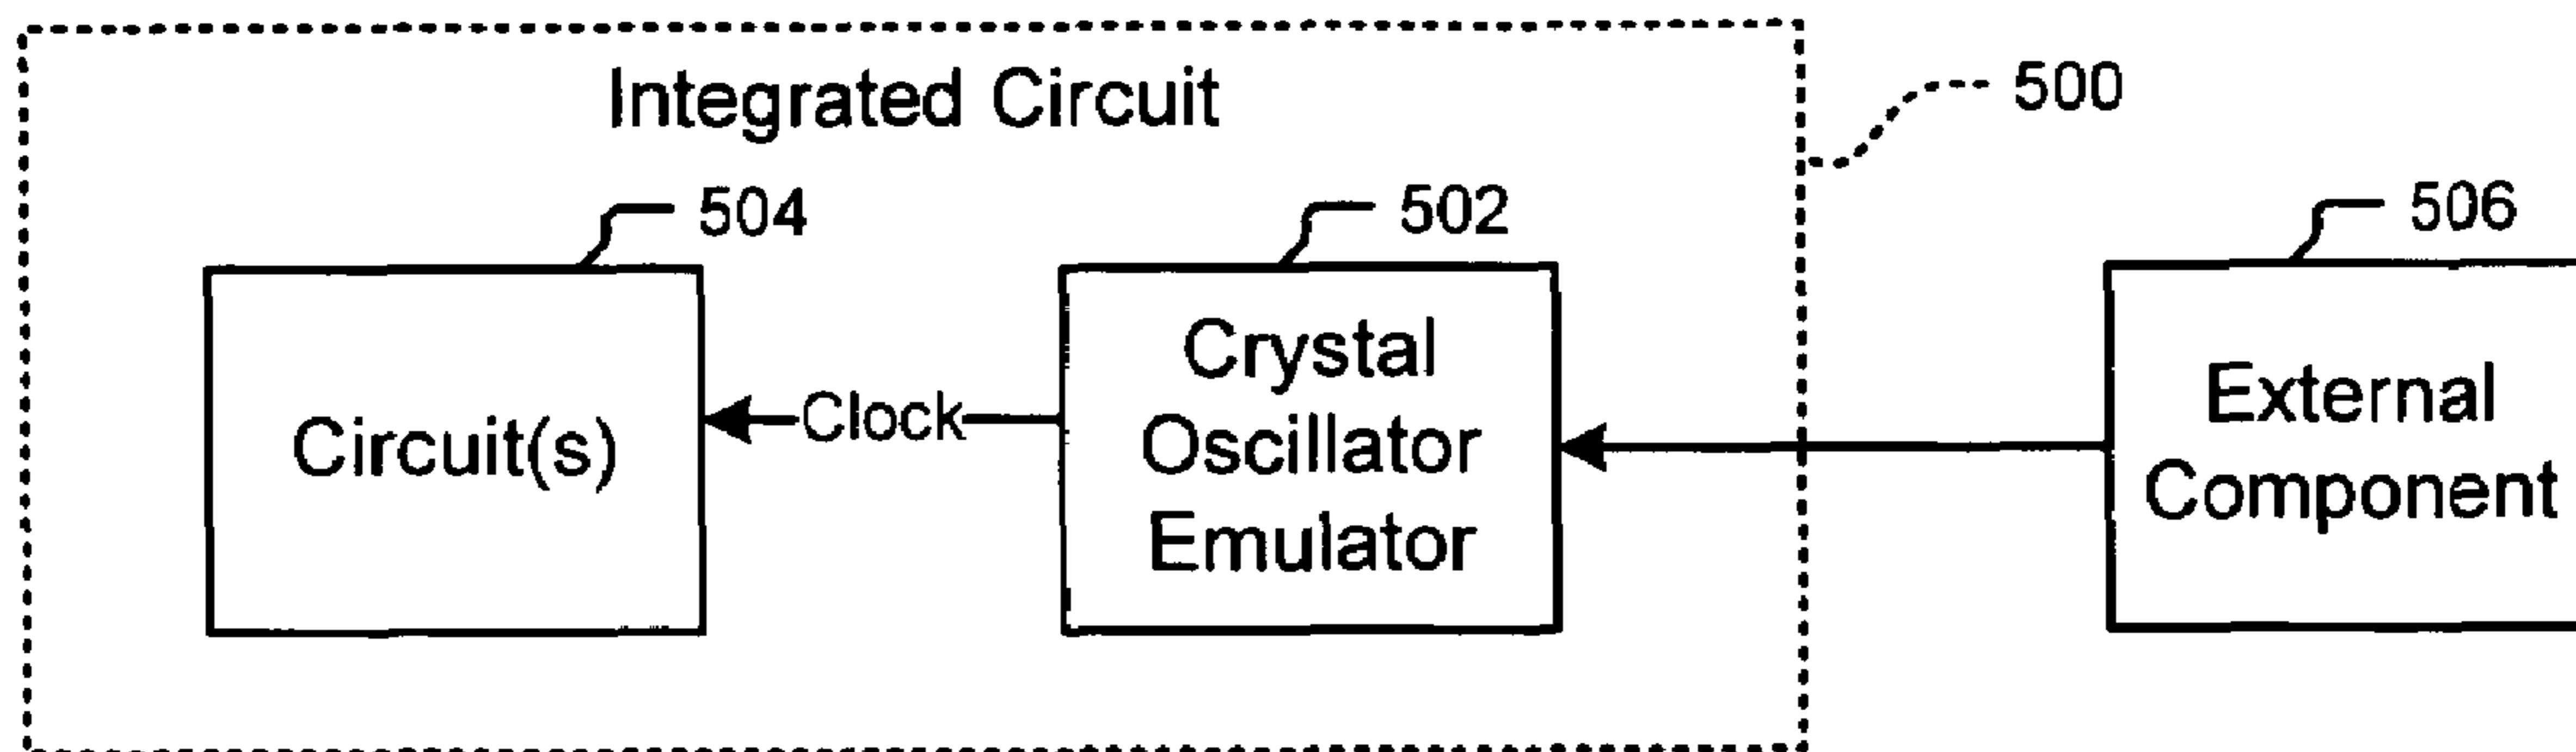 Integrated Circuit
500
504
502
506
Circuit(s)
Clock
Crystal
Oscillator
Emulator
External
Component